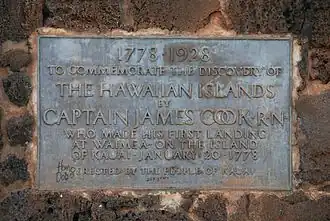 1778·1928
TO COMMEMORATE THE DISCOVERY OF
THE HAWAIIAN ISLANDS
BY
CAPTAIN JAMES COOK·R·N·
WHO MADE HIS FIRST LANDING
AT WAIMEA·ON THE ISLAND
OF KAUAI·JANUARY·20·1778
ERECTED BY THE PEOPLE OF KAUAI